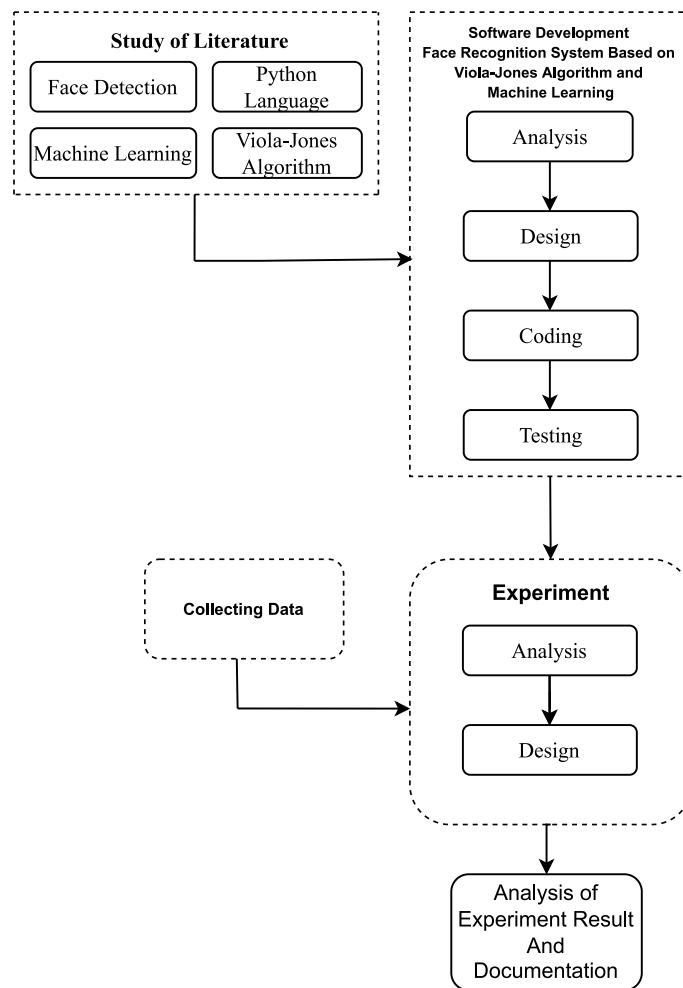 Study of Literature
Face Detection
Python
Language
Machine Learning
Viola-Jones
Algorithm
Software Development
Face Recognition System Based on
Viola-Jones Algorithm and
Machine Learning
Analysis
Design
Coding
Testing
Collecting Data
Experiment
Analysis
Design
Analysis of
Experiment Result
And
Documentation